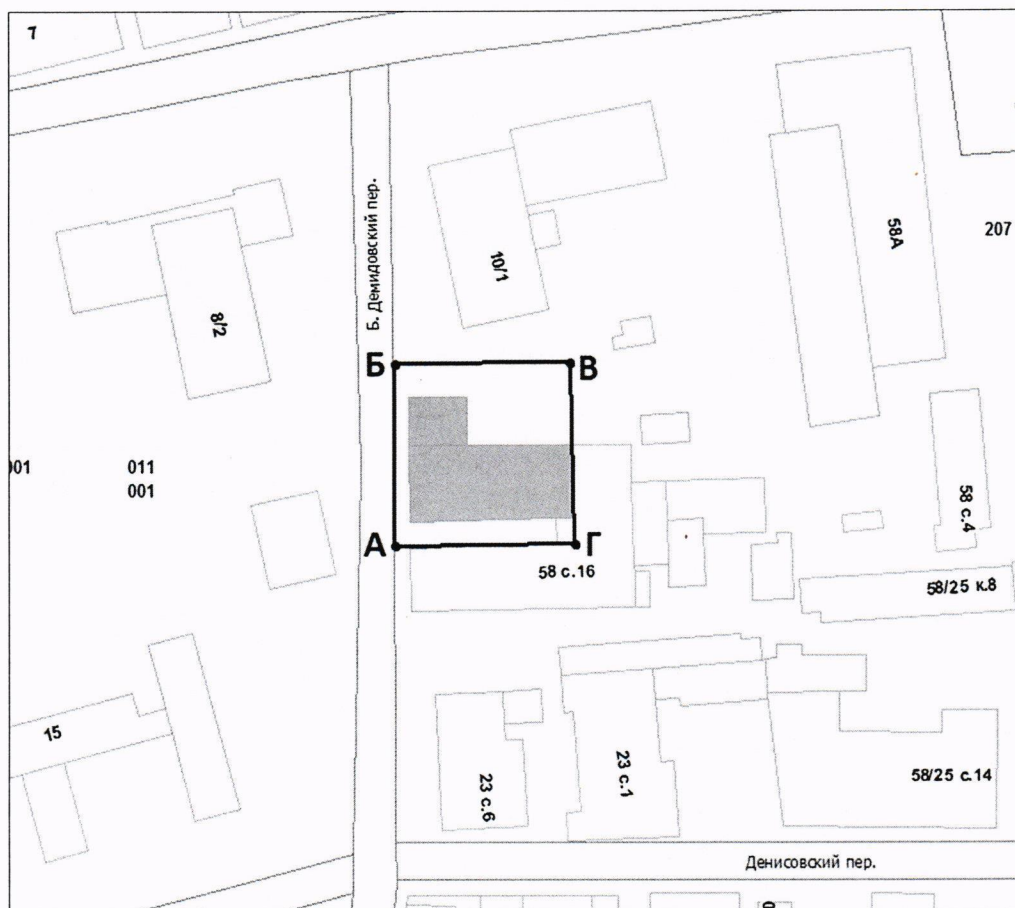 7
Б. Демидовский пер.
10/1
58А
207
8/2
Б
В
001
011
001
58 с.4
А
Г
58 с.16
58/25 к.8
15
23 с.6
23 с.1
58/25 с.14
Денисовский пер.